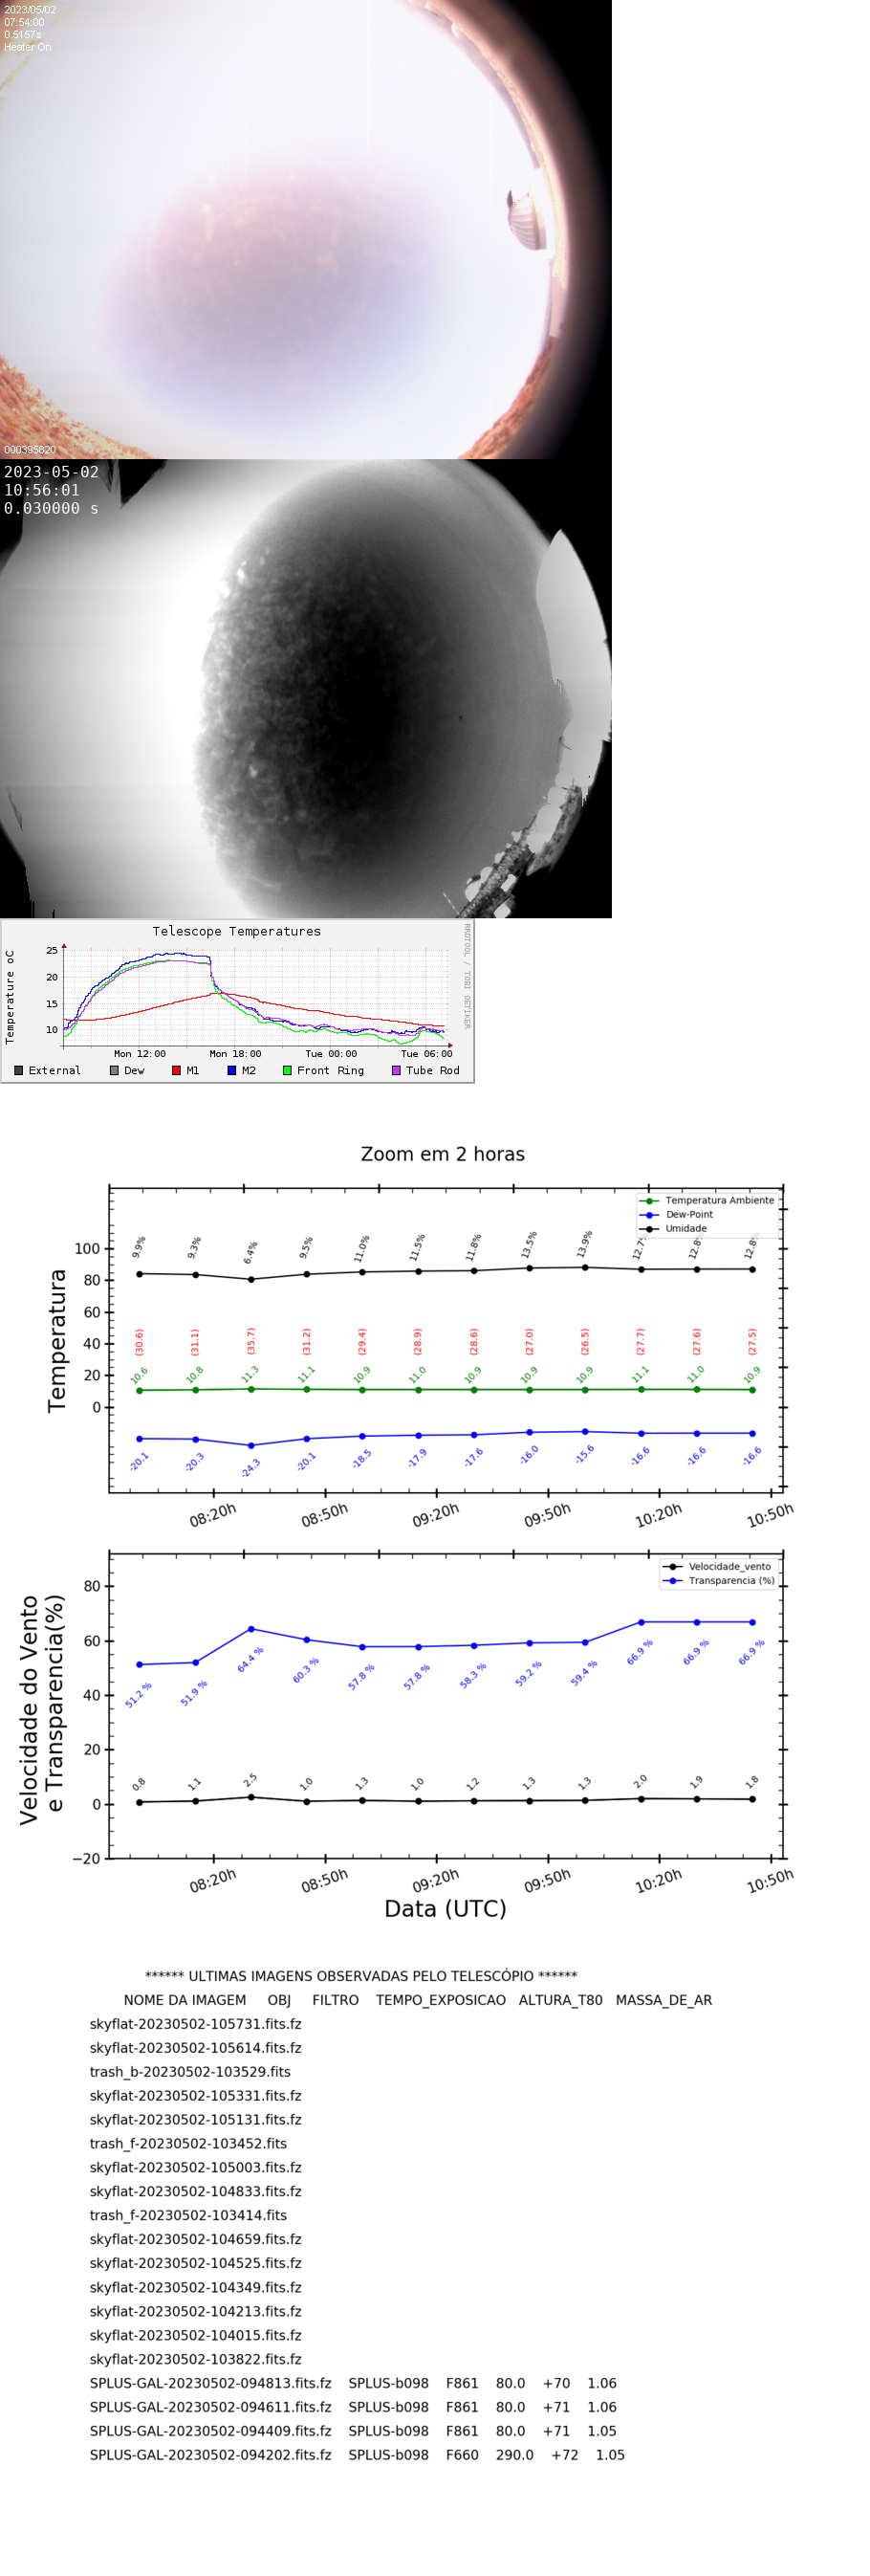 2023/05/02
07:54:00
0.5157s
Heater On
000395820
2023-05-02
10:56:01
0.030000 s
Telescope Temperatures
Temperature oC
25
20
15
10
Mon 12:00 Mon 18:00 Tue 00:00 Tue 06:00
External Dew M1 M2 Front Ring Tube Rod
RRDTOOL / TOBI OETIKER
Zoom em 2 horas
Temperatura
Temperatura Ambiente
Dew-Point
Umidade
9.9% 9.3% 6.4% 9.5% 11.0% 11.5% 11.8% 13.5% 13.9% 12.7% 12.8% 12.8%
100
80
60
40
20
0
(30.6) (31.1) (35.7) (31.2) (29.4) (28.9) (28.6) (27.0) (26.5) (27.7) (27.6) (27.5)
10.6 10.8 11.3 11.1 10.9 11.0 10.9 10.9 10.9 11.1 11.0 10.9
-20.1 -20.3 -24.3 -20.1 -18.5 -17.9 -17.6 -16.0 -15.6 -16.6 -16.6 -16.6
08:20h 08:50h 09:20h 09:50h 10:20h 10:50h
Velocidade do Vento
e Transparencia(%)
Velocidade_vento
Transparencia (%)
80
60
40
20
0
−20
51.2 % 51.9 % 64.4 % 60.3 % 57.8 % 57.8 % 58.3 % 59.2 % 59.4 % 66.9 % 66.9 % 66.9 %
0.8 1.1 2.5 1.0 1.3 1.0 1.2 1.3 1.3 2.0 1.9 1.8
08:20h 08:50h 09:20h 09:50h 10:20h 10:50h
Data (UTC)
****** ULTIMAS IMAGENS OBSERVADAS PELO TELESCÓPIO ******
NOME DA IMAGEM OBJ FILTRO TEMPO_EXPOSICAO ALTURA_T80 MASSA_DE_AR
skyflat-20230502-105731.fits.fz
skyflat-20230502-105614.fits.fz
trash_b-20230502-103529.fits
skyflat-20230502-105331.fits.fz
skyflat-20230502-105131.fits.fz
trash_f-20230502-103452.fits
skyflat-20230502-105003.fits.fz
skyflat-20230502-104833.fits.fz
trash_f-20230502-103414.fits
skyflat-20230502-104659.fits.fz
skyflat-20230502-104525.fits.fz
skyflat-20230502-104349.fits.fz
skyflat-20230502-104213.fits.fz
skyflat-20230502-104015.fits.fz
skyflat-20230502-103822.fits.fz
SPLUS-GAL-20230502-094813.fits.fz SPLUS-b098 F861 80.0 +70 1.06
SPLUS-GAL-20230502-094611.fits.fz SPLUS-b098 F861 80.0 +71 1.06
SPLUS-GAL-20230502-094409.fits.fz SPLUS-b098 F861 80.0 +71 1.05
SPLUS-GAL-20230502-094202.fits.fz SPLUS-b098 F660 290.0 +72 1.05